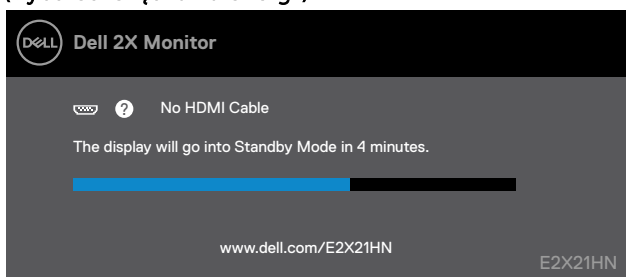 DELL Dell 2X Monitor
? No HDMI Cable
The display will go into Standby Mode in 4 minutes.
www.dell.com/E2X21HN
E2X21HN